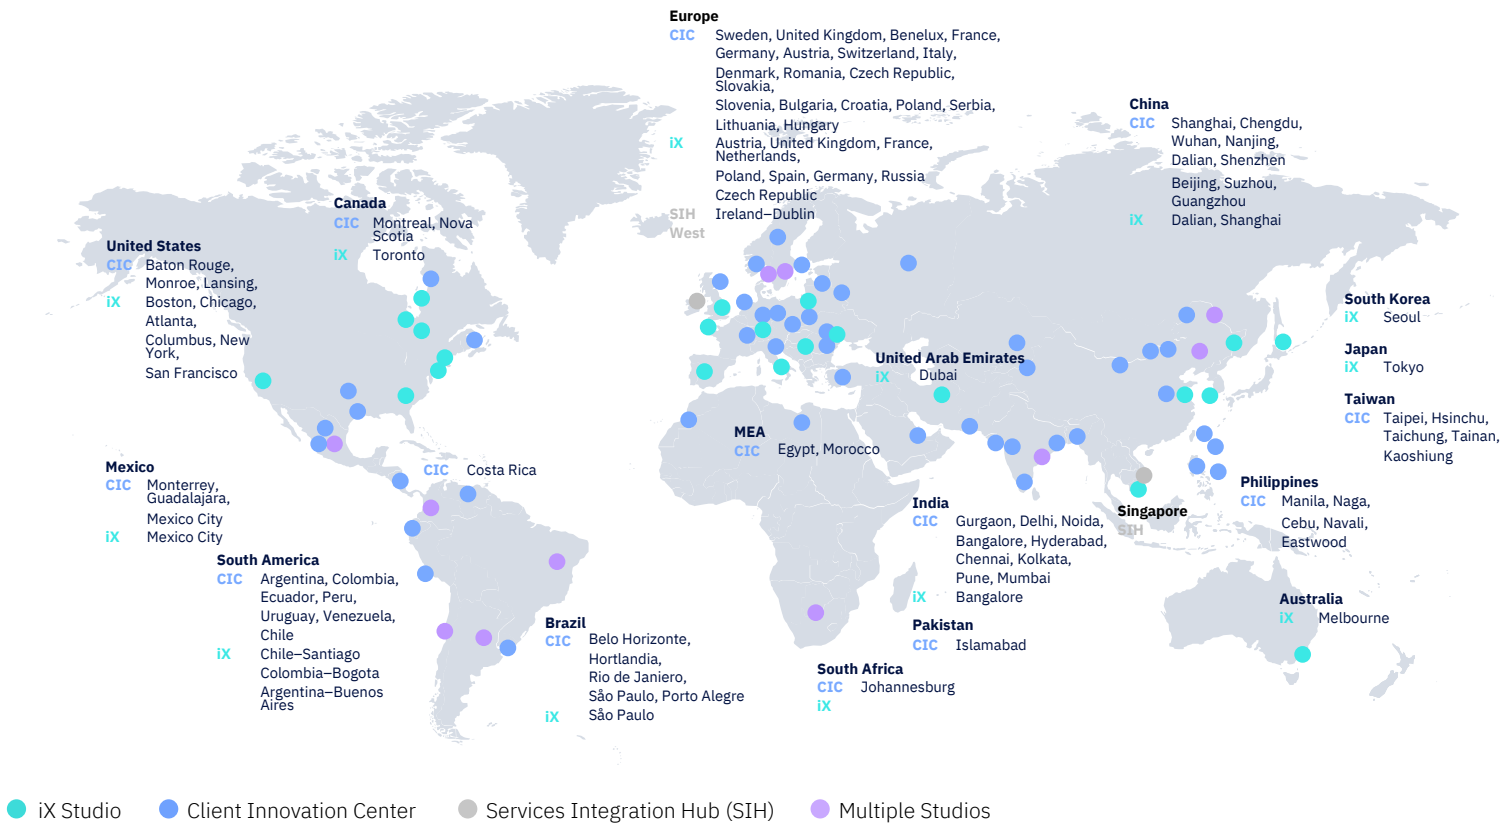 Europe
CIC Sweden, United Kingdom, Benelux, France,
Germany, Austria, Switzerland, Italy,
Denmark, Romania, Czech Republic,
Slovakia,
Slovenia, Bulgaria, Croatia, Poland, Serbia,
Lithuania, Hungary
iX Austria, United Kingdom, France,
Netherlands,
Poland, Spain, Germany, Russia
Czech Republic
SIH Ireland–Dublin
West
China
CIC Shanghai, Chengdu,
Wuhan, Nanjing,
Dalian, Shenzhen
Beijing, Suzhou,
Guangzhou
iX Dalian, Shanghai
Canada
CIC Montreal, Nova
Scotia
iX Toronto
United States
CIC Baton Rouge,
Monroe, Lansing,
iX Boston, Chicago,
Atlanta,
Columbus, New
York,
San Francisco
South Korea
iX Seoul
Japan
iX Tokyo
Taiwan
CIC Taipei, Hsinchu,
Taichung, Tainan,
Kaoshiung
United Arab Emirates
iX Dubai
MEA
CIC Egypt, Morocco
CIC Costa Rica
Mexico
CIC Monterrey,
Guadalajara,
Mexico City
iX Mexico City
Philippines
CIC Manila, Naga,
Cebu, Navali,
Eastwood
Singapore
SIH
India
CIC Gurgaon, Delhi, Noida,
Bangalore, Hyderabad,
Chennai, Kolkata,
Pune, Mumbai
iX Bangalore
South America
CIC Argentina, Colombia,
Ecuador, Peru,
Uruguay, Venezuela,
Chile
iX Chile–Santiago
Colombia–Bogota
Argentina–Buenos
Aires
Brazil
CIC Belo Horizonte,
Hortlandia,
Rio de Janiero,
Såo Paulo, Porto Alegre
iX Såo Paulo
Pakistan
CIC Islamabad
South Africa
CIC Johannesburg
iX
Australia
iX Melbourne
iX Studio
Client Innovation Center
Services Integration Hub (SIH)
Multiple Studios